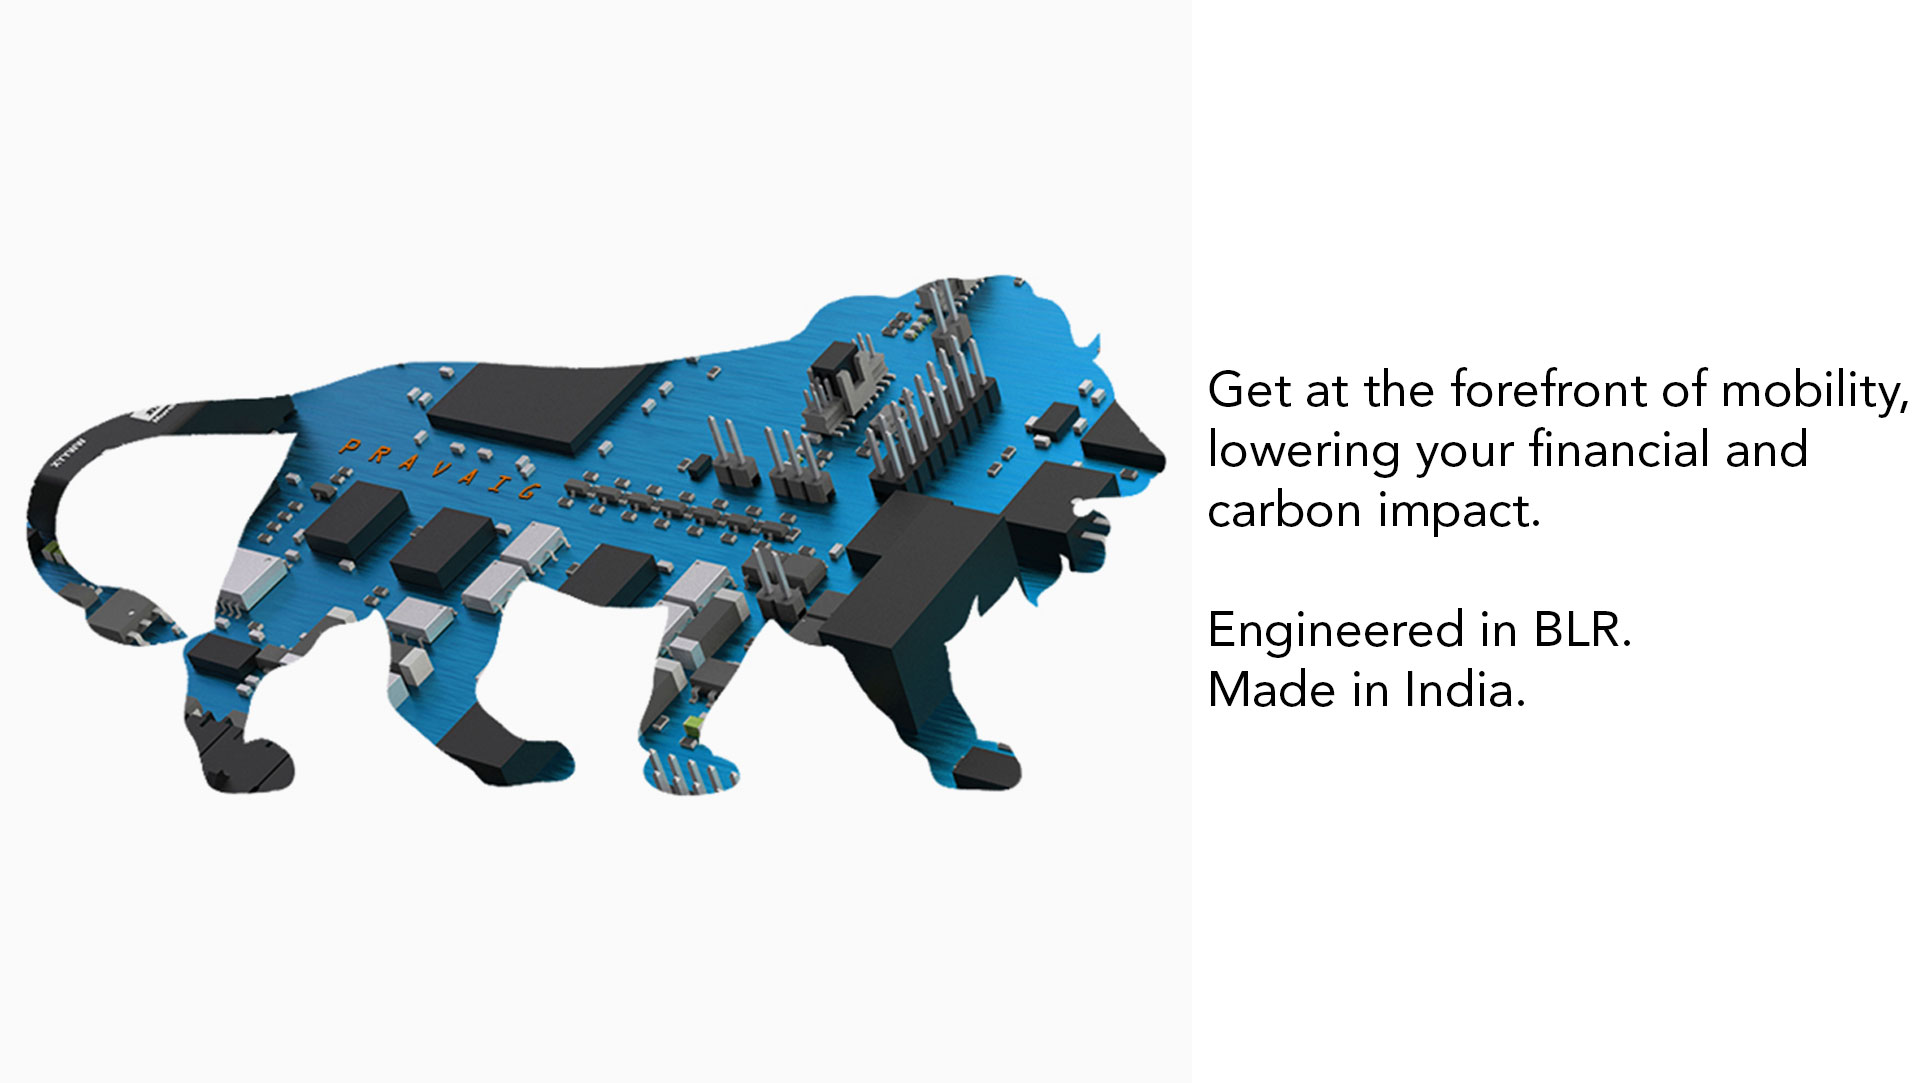 PRAVAIG
Get at the forefront of mobility,
lowering your financial and
carbon impact.
Engineered in BLR.
Made in India.